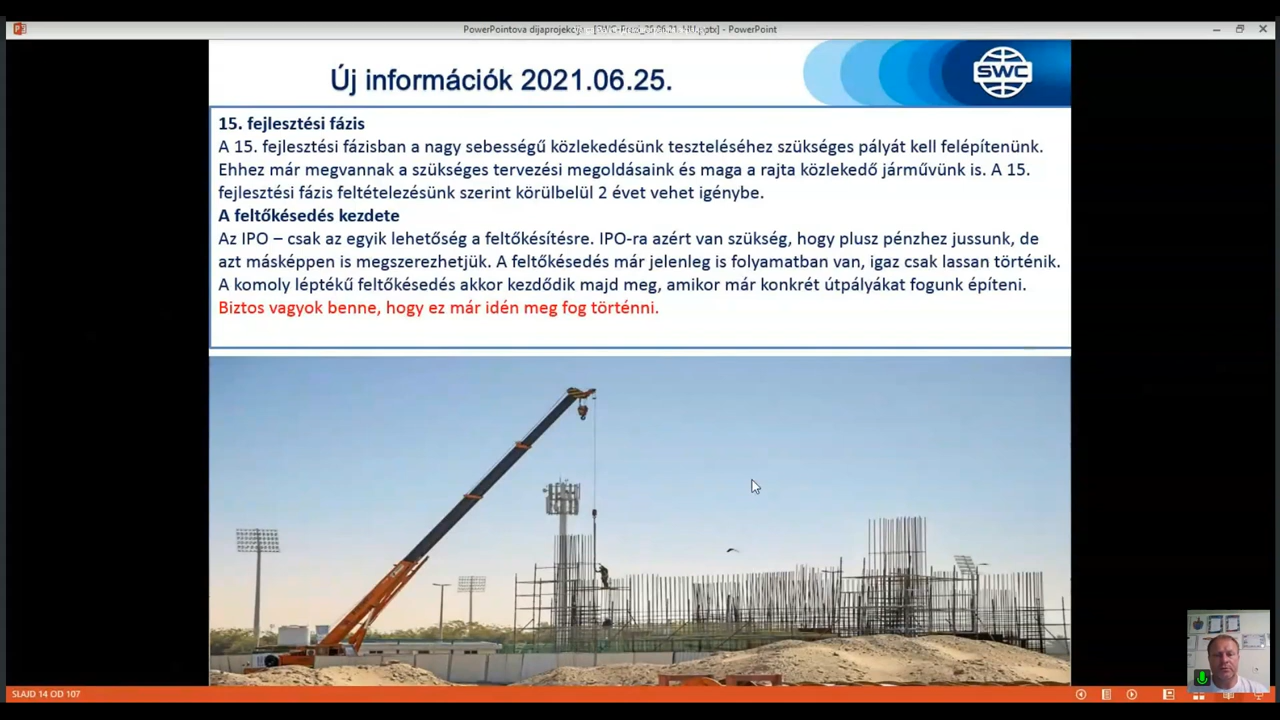 Új információk 2021.06.25.
SWC
15. fejlesztési fázis
A 15. fejlesztési fázisban a nagy sebességű közlekedésünk teszteléséhez szükséges pályát kell felépítenünk.
Ehhez már megvannak a szükséges tervezési megoldásaink és maga a rajta közlekedő járművünk is. A 15.
fejlesztési fázis feltételezésünk szerint körülbelül 2 évet vehet igénybe.
A feltőkésedés kezdete
Az IPO – csak az egyik lehetőség a feltőkésítésre. IPO-ra azért van szükség, hogy plusz pénzhez jussunk, de
azt másképpen is megszerezhetjük. A feltőkésedés már jelenleg is folyamatban van, igaz csak lassan történik.
A komoly léptékű feltőkésedés akkor kezdődik majd meg, amikor már konkrét útpályákat fogunk építeni.
Biztos vagyok benne, hogy ez már idén meg fog történni.
SLAJD 14 OD 107